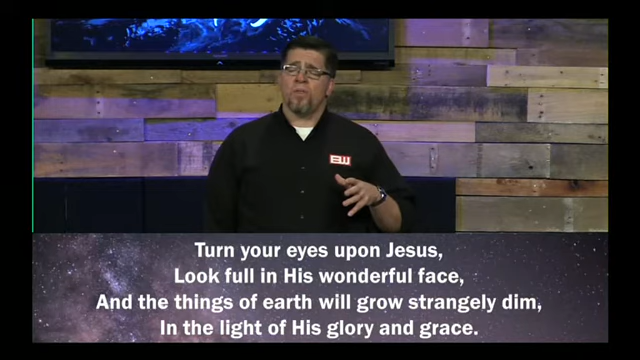 EW
Turn your eyes upon Jesus,
Look full in His wonderful face,
And the things of earth will grow strangely dim,
In the light of His glory and grace.